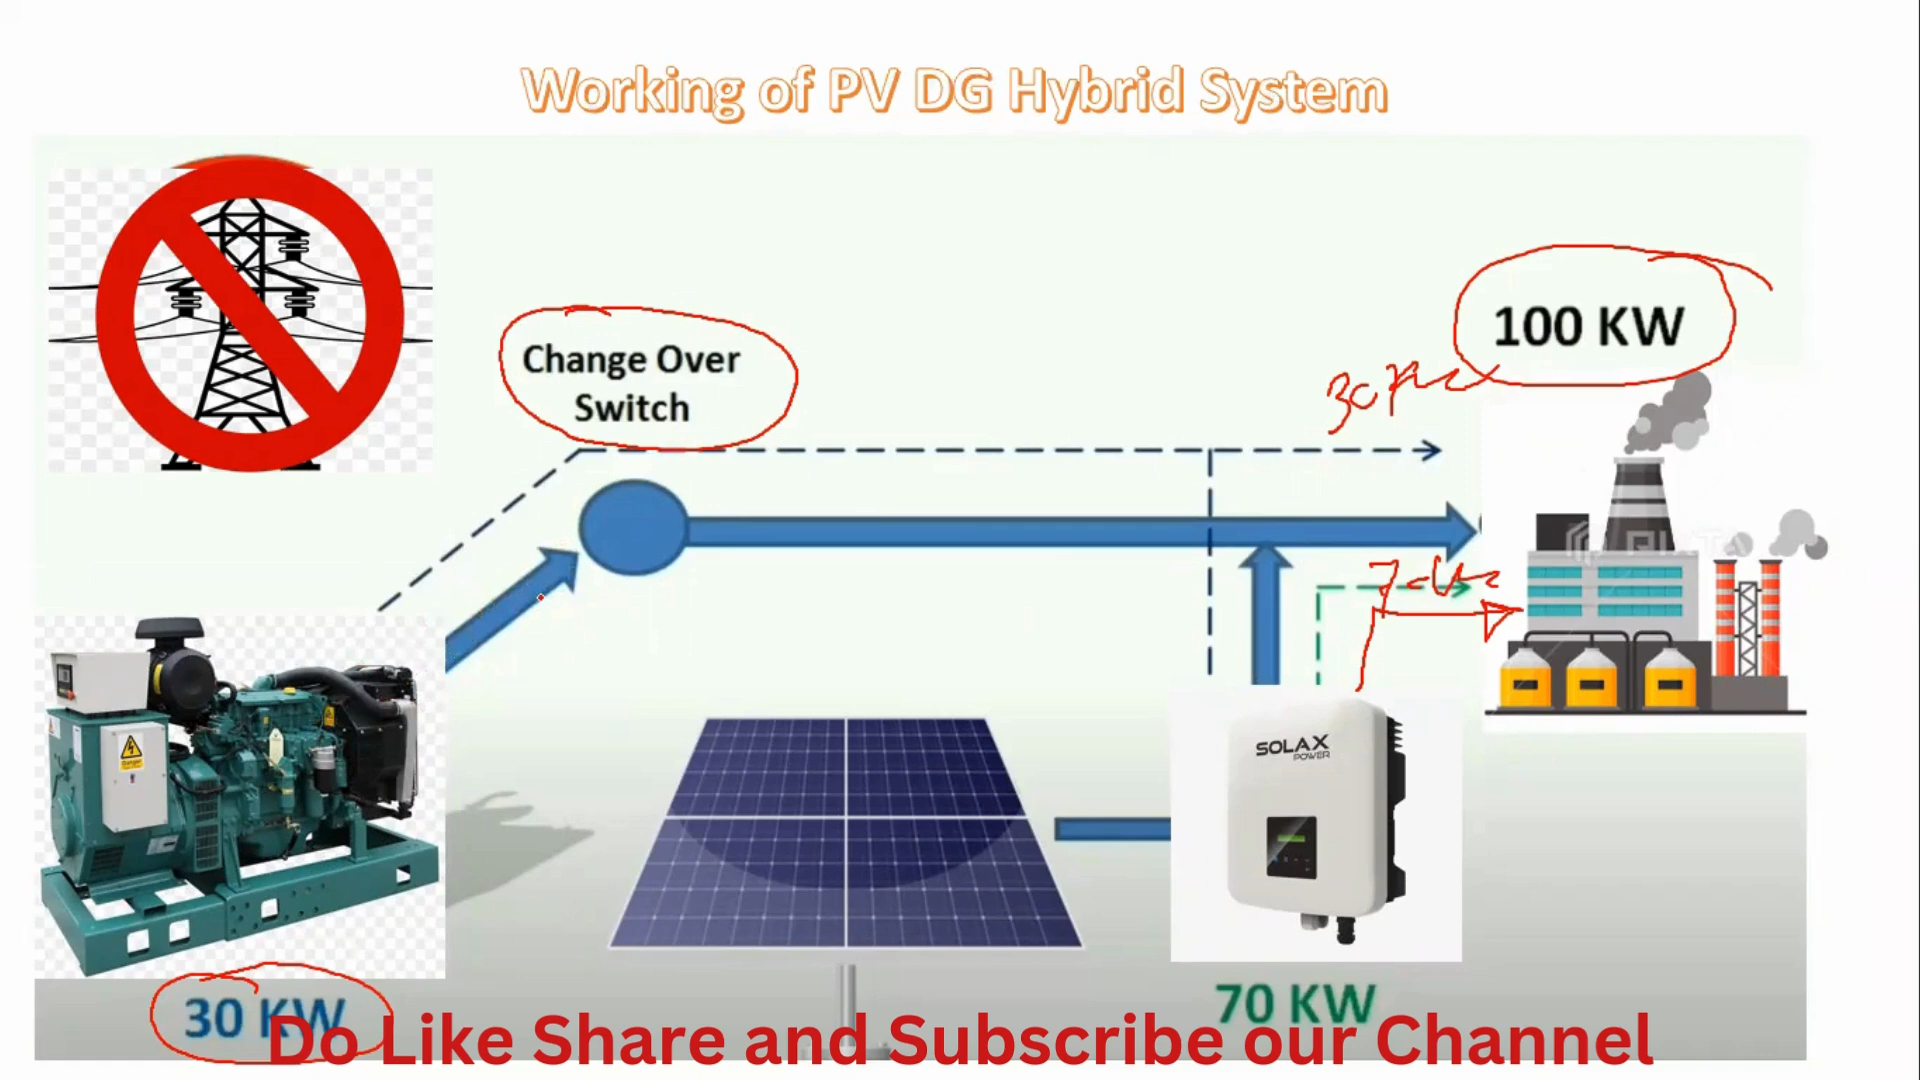 Working of PV DG Hybrid System
100 KW
Change Over
Switch
SOLAX
POWER
30 KW
70 KW
Do Like Share and Subscribe our Channel